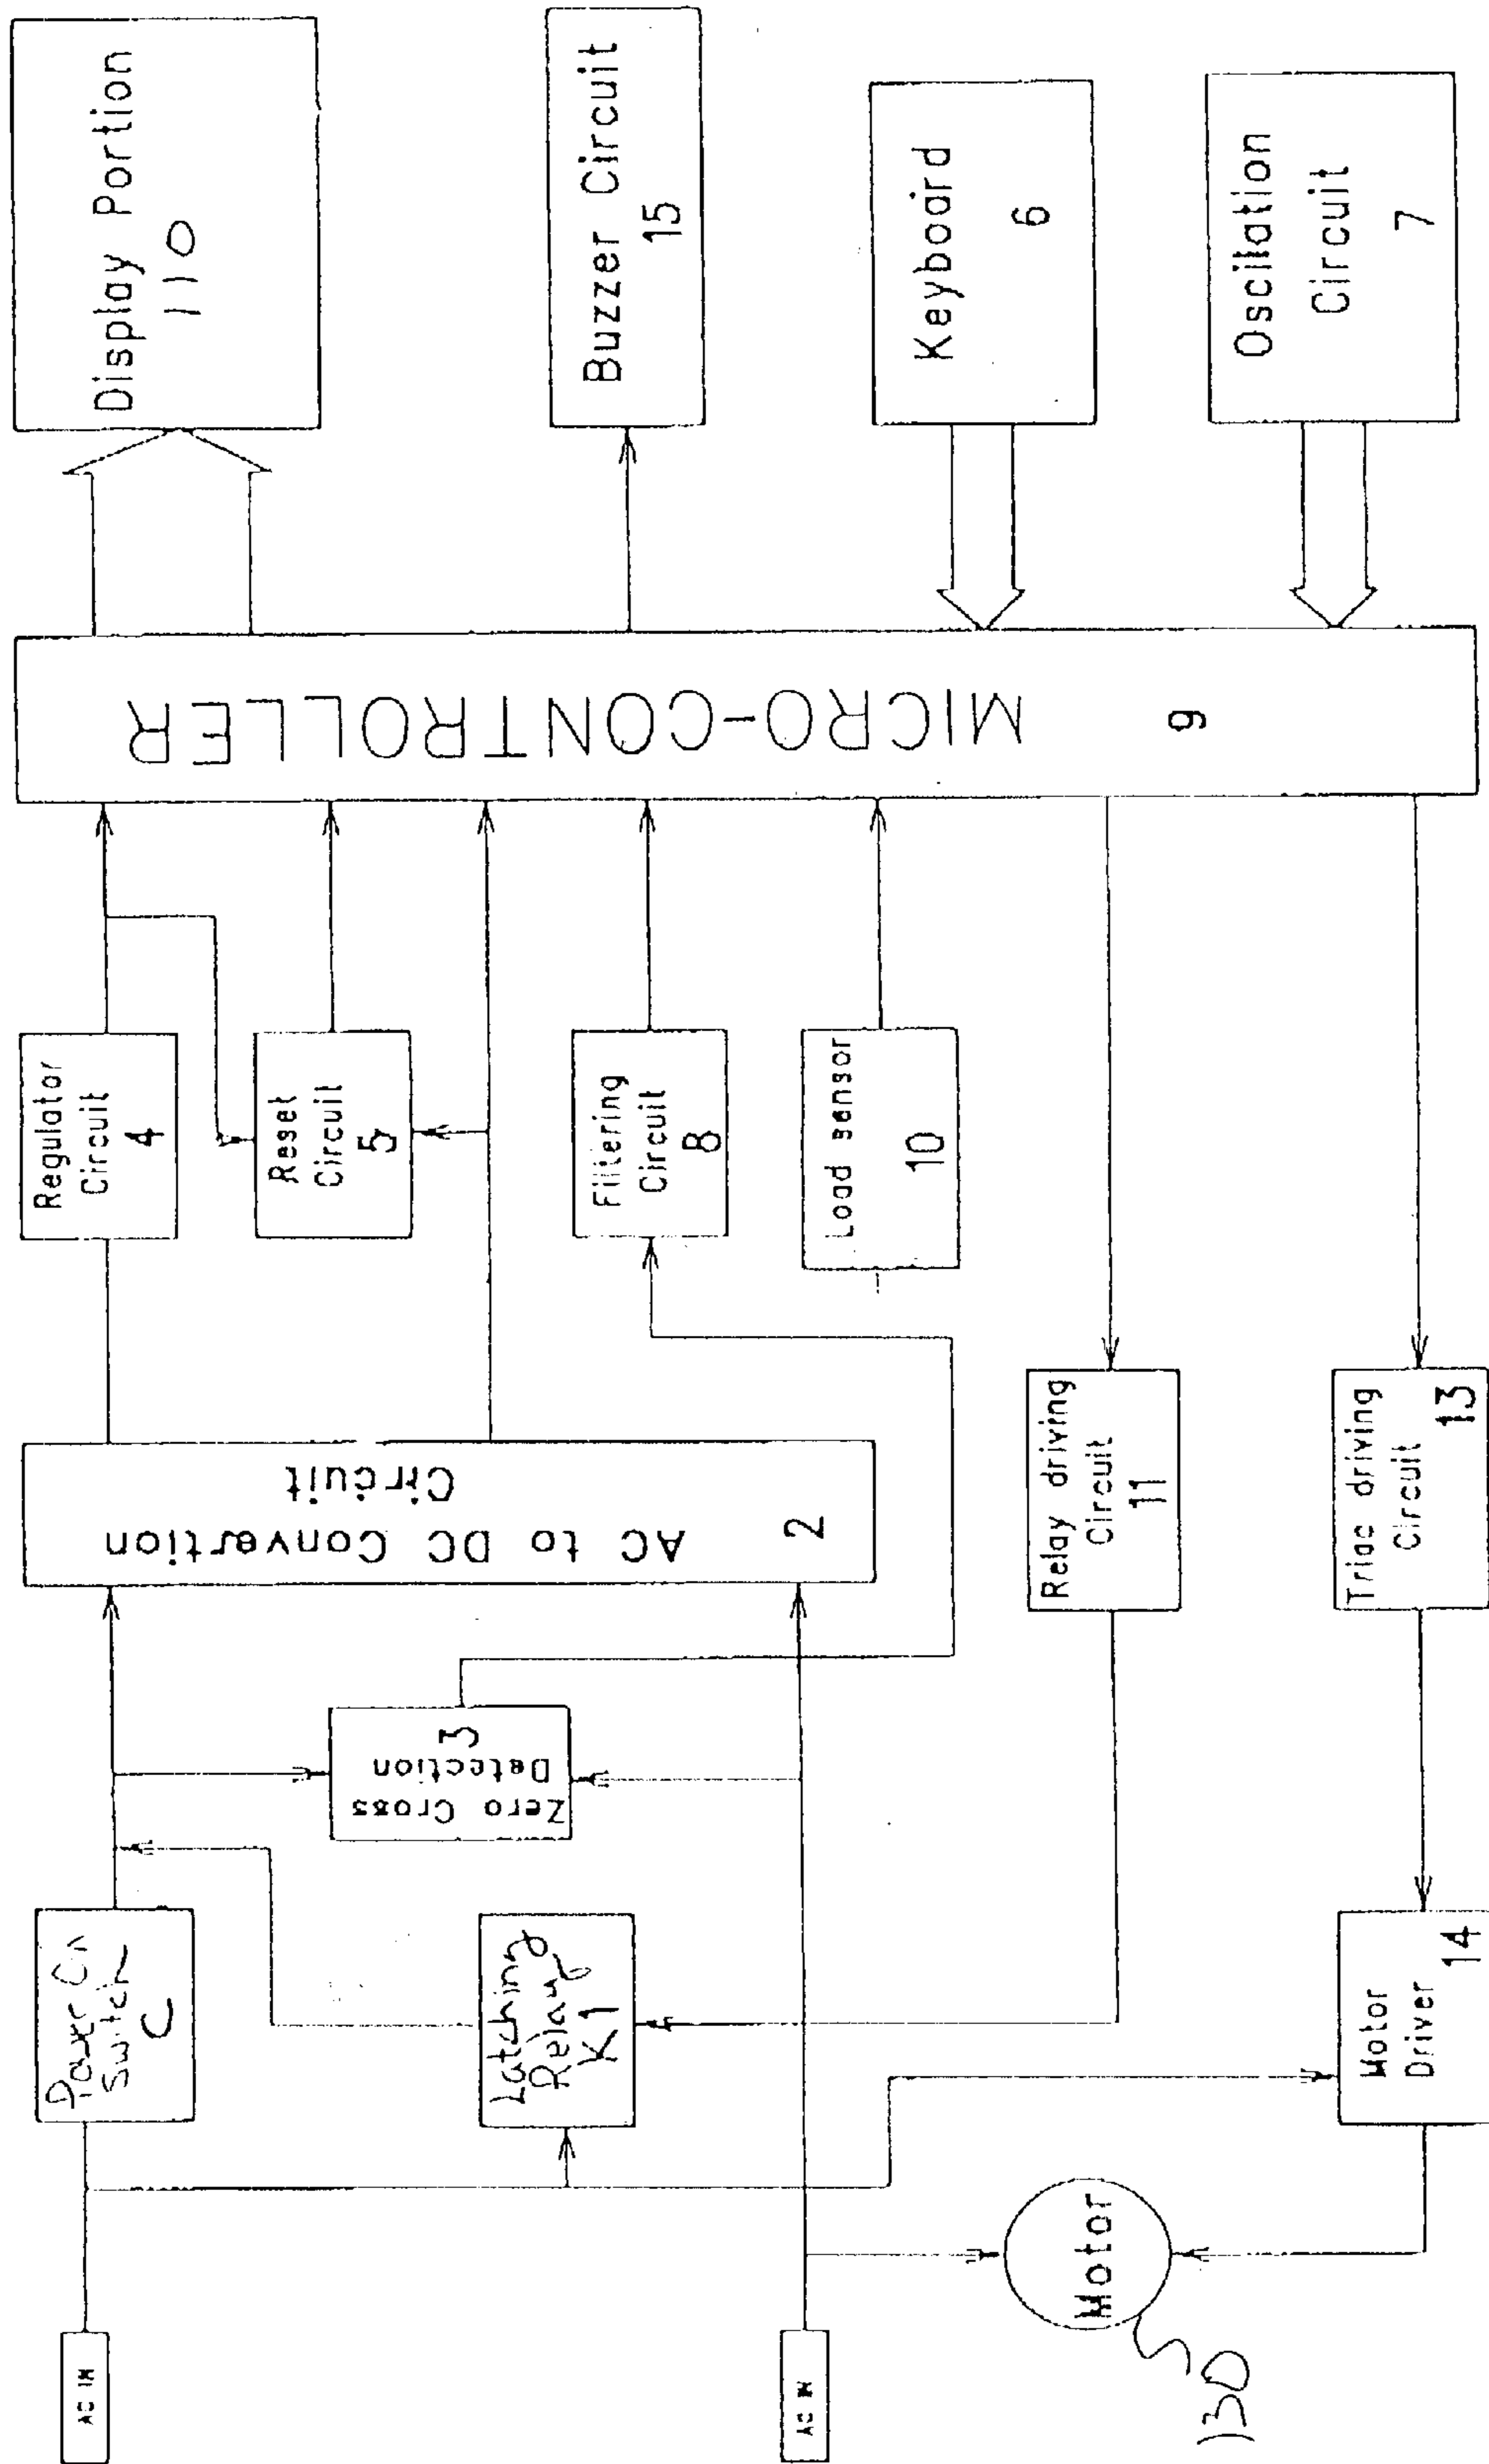 AC IN
AC IN
Power On
Switch
C
Latching
Relay
K1
Zero Cross
Detection
3
AC to DC Convertion
Circuit
2
Regulator
Circuit
4
Reset
Circuit
5
Filtering
Circuit
8
Load sensor
10
Relay driving
Circuit
11
Triac driving
Circuit
13
Motor
Driver
14
Motor
130
MICRO-CONTROLLER
9
Display Portion
110
Buzzer Circuit
15
Keyboard
6
Oscilation
Circuit
7